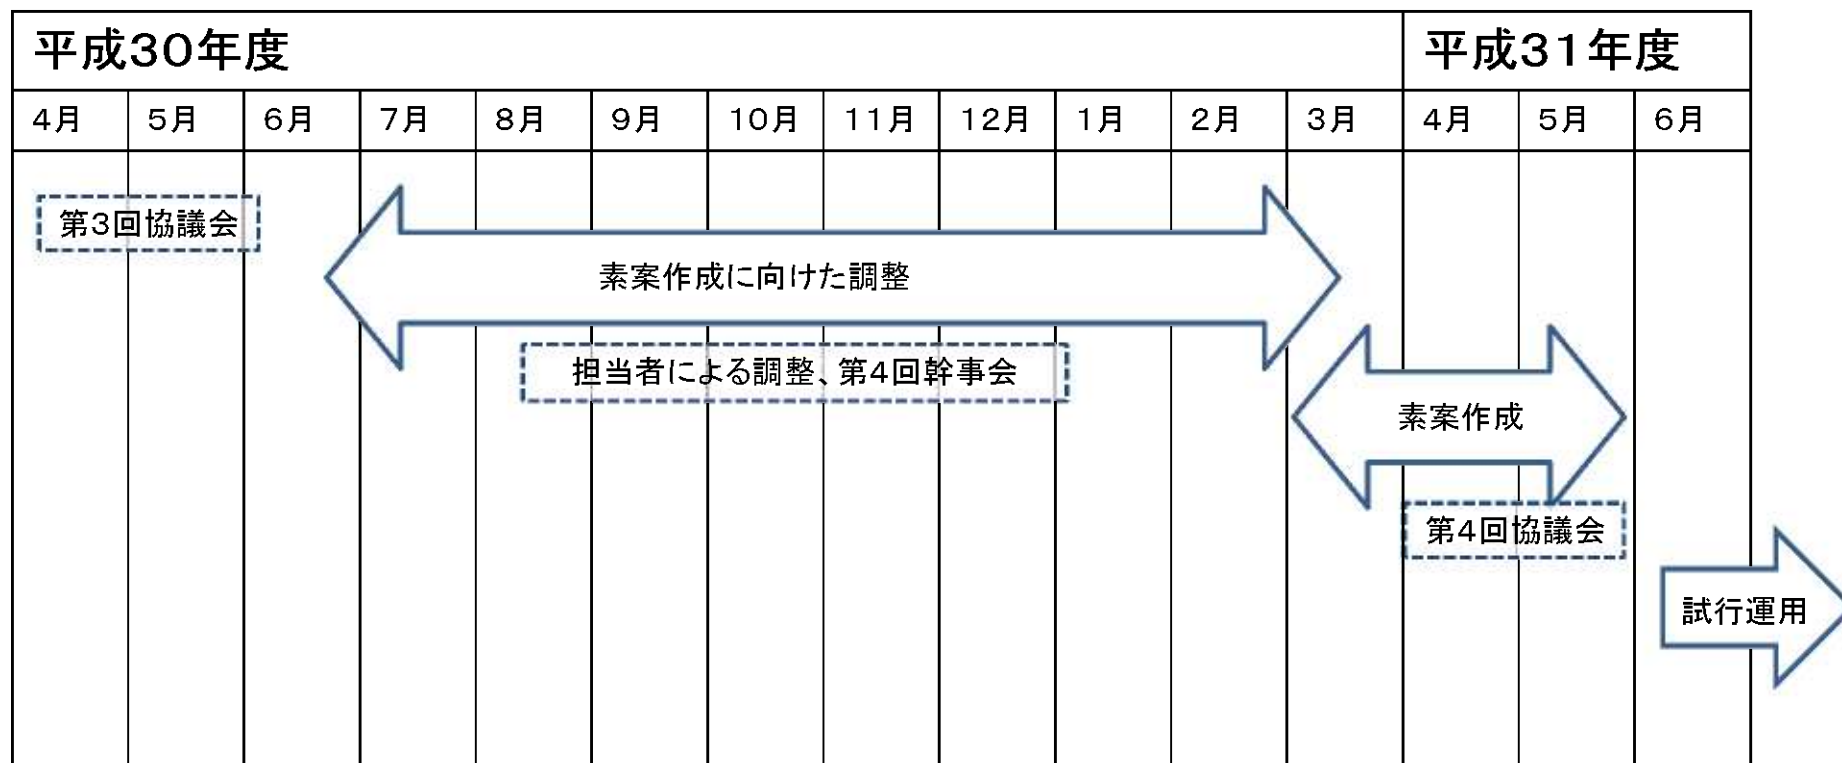 平成30年度 平成31年度
4月 5月 6月 7月 8月 9月 10月 11月 12月 1月 2月 3月 4月 5月 6月
第3回協議会
素案作成に向けた調整
担当者による調整、第4回幹事会
素案作成
第4回協議会
試行運用